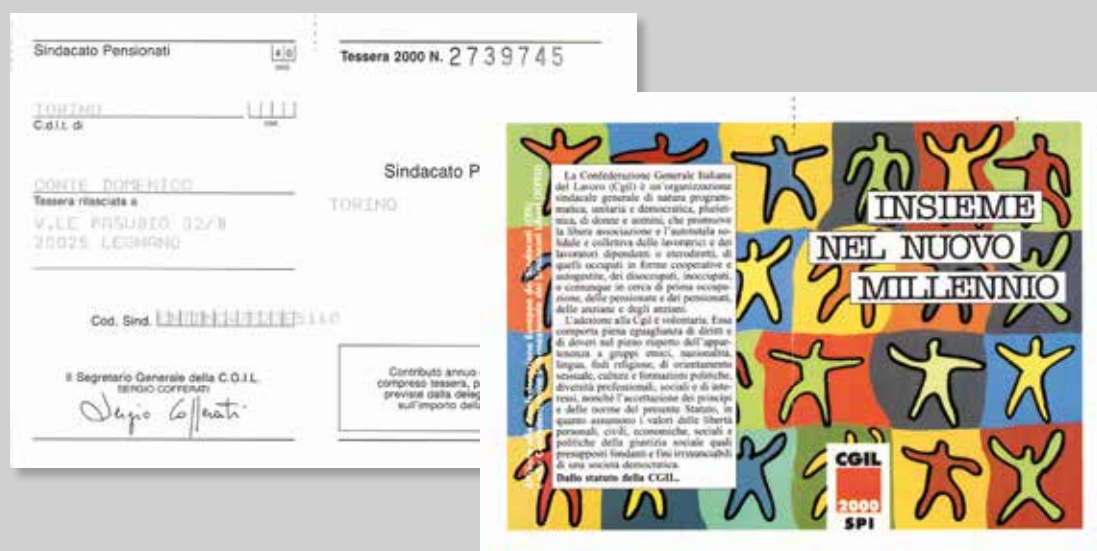 Sindacato Pensionati
TORINO
C.d.l.t. di
CONTE DOMENICO
Tessera rilasciata a
V.LE PASUBIO 32/B
20025 LEGNANO
Cod. Sind.
Il Segretario Generale della C.G.I.L.
SERGIO COFFERATI
Sergio Cofferati
Tessera 2000 N. 2739745
Sindacato P
TORINO
Contributo annuo
compreso tessera, p
previste dalla deleg
sull'importo della
La Confederazione Generale Italiana
del Lavoro (Cgil) è un'organizzazione
sindacale generale di natura programm-
matica, unitaria e democratica, pluriet-
nica, di donne e uomini, che promuove
la libera associazione e l'autotutela so-
lidale e collettiva delle lavoratrici e dei
lavoratori dipendenti o eterodiretti, di
quelli occupati in forme cooperative e
autogestite, dei disoccupati, inoccupati,
o comunque in cerca di prima occupa-
zione, delle pensionate e dei pensionati,
delle anziane e degli anziani.
L'adesione alla Cgil è volontaria. Essa
comporta piena eguaglianza di diritti e
di doveri nel pieno rispetto dell'appar-
tenenza a gruppi etnici, nazionalità,
lingua, fedi religiose, di orientamento
sessuale, culture e formazioni politiche,
diversità professionali, sociali e di inte-
ressi, nonché l'accettazione dei principi
e delle norme del presente Statuto, in
quanto assumono i valori delle libertà
personali, civili, economiche, sociali e
politiche della giustizia sociale quali
presupposti fondanti e fini irrinunciabili
di una società democratica.
Dallo statuto della CGIL.
INSIEME
NEL NUOVO
MILLENNIO
CGIL
2000
SPI